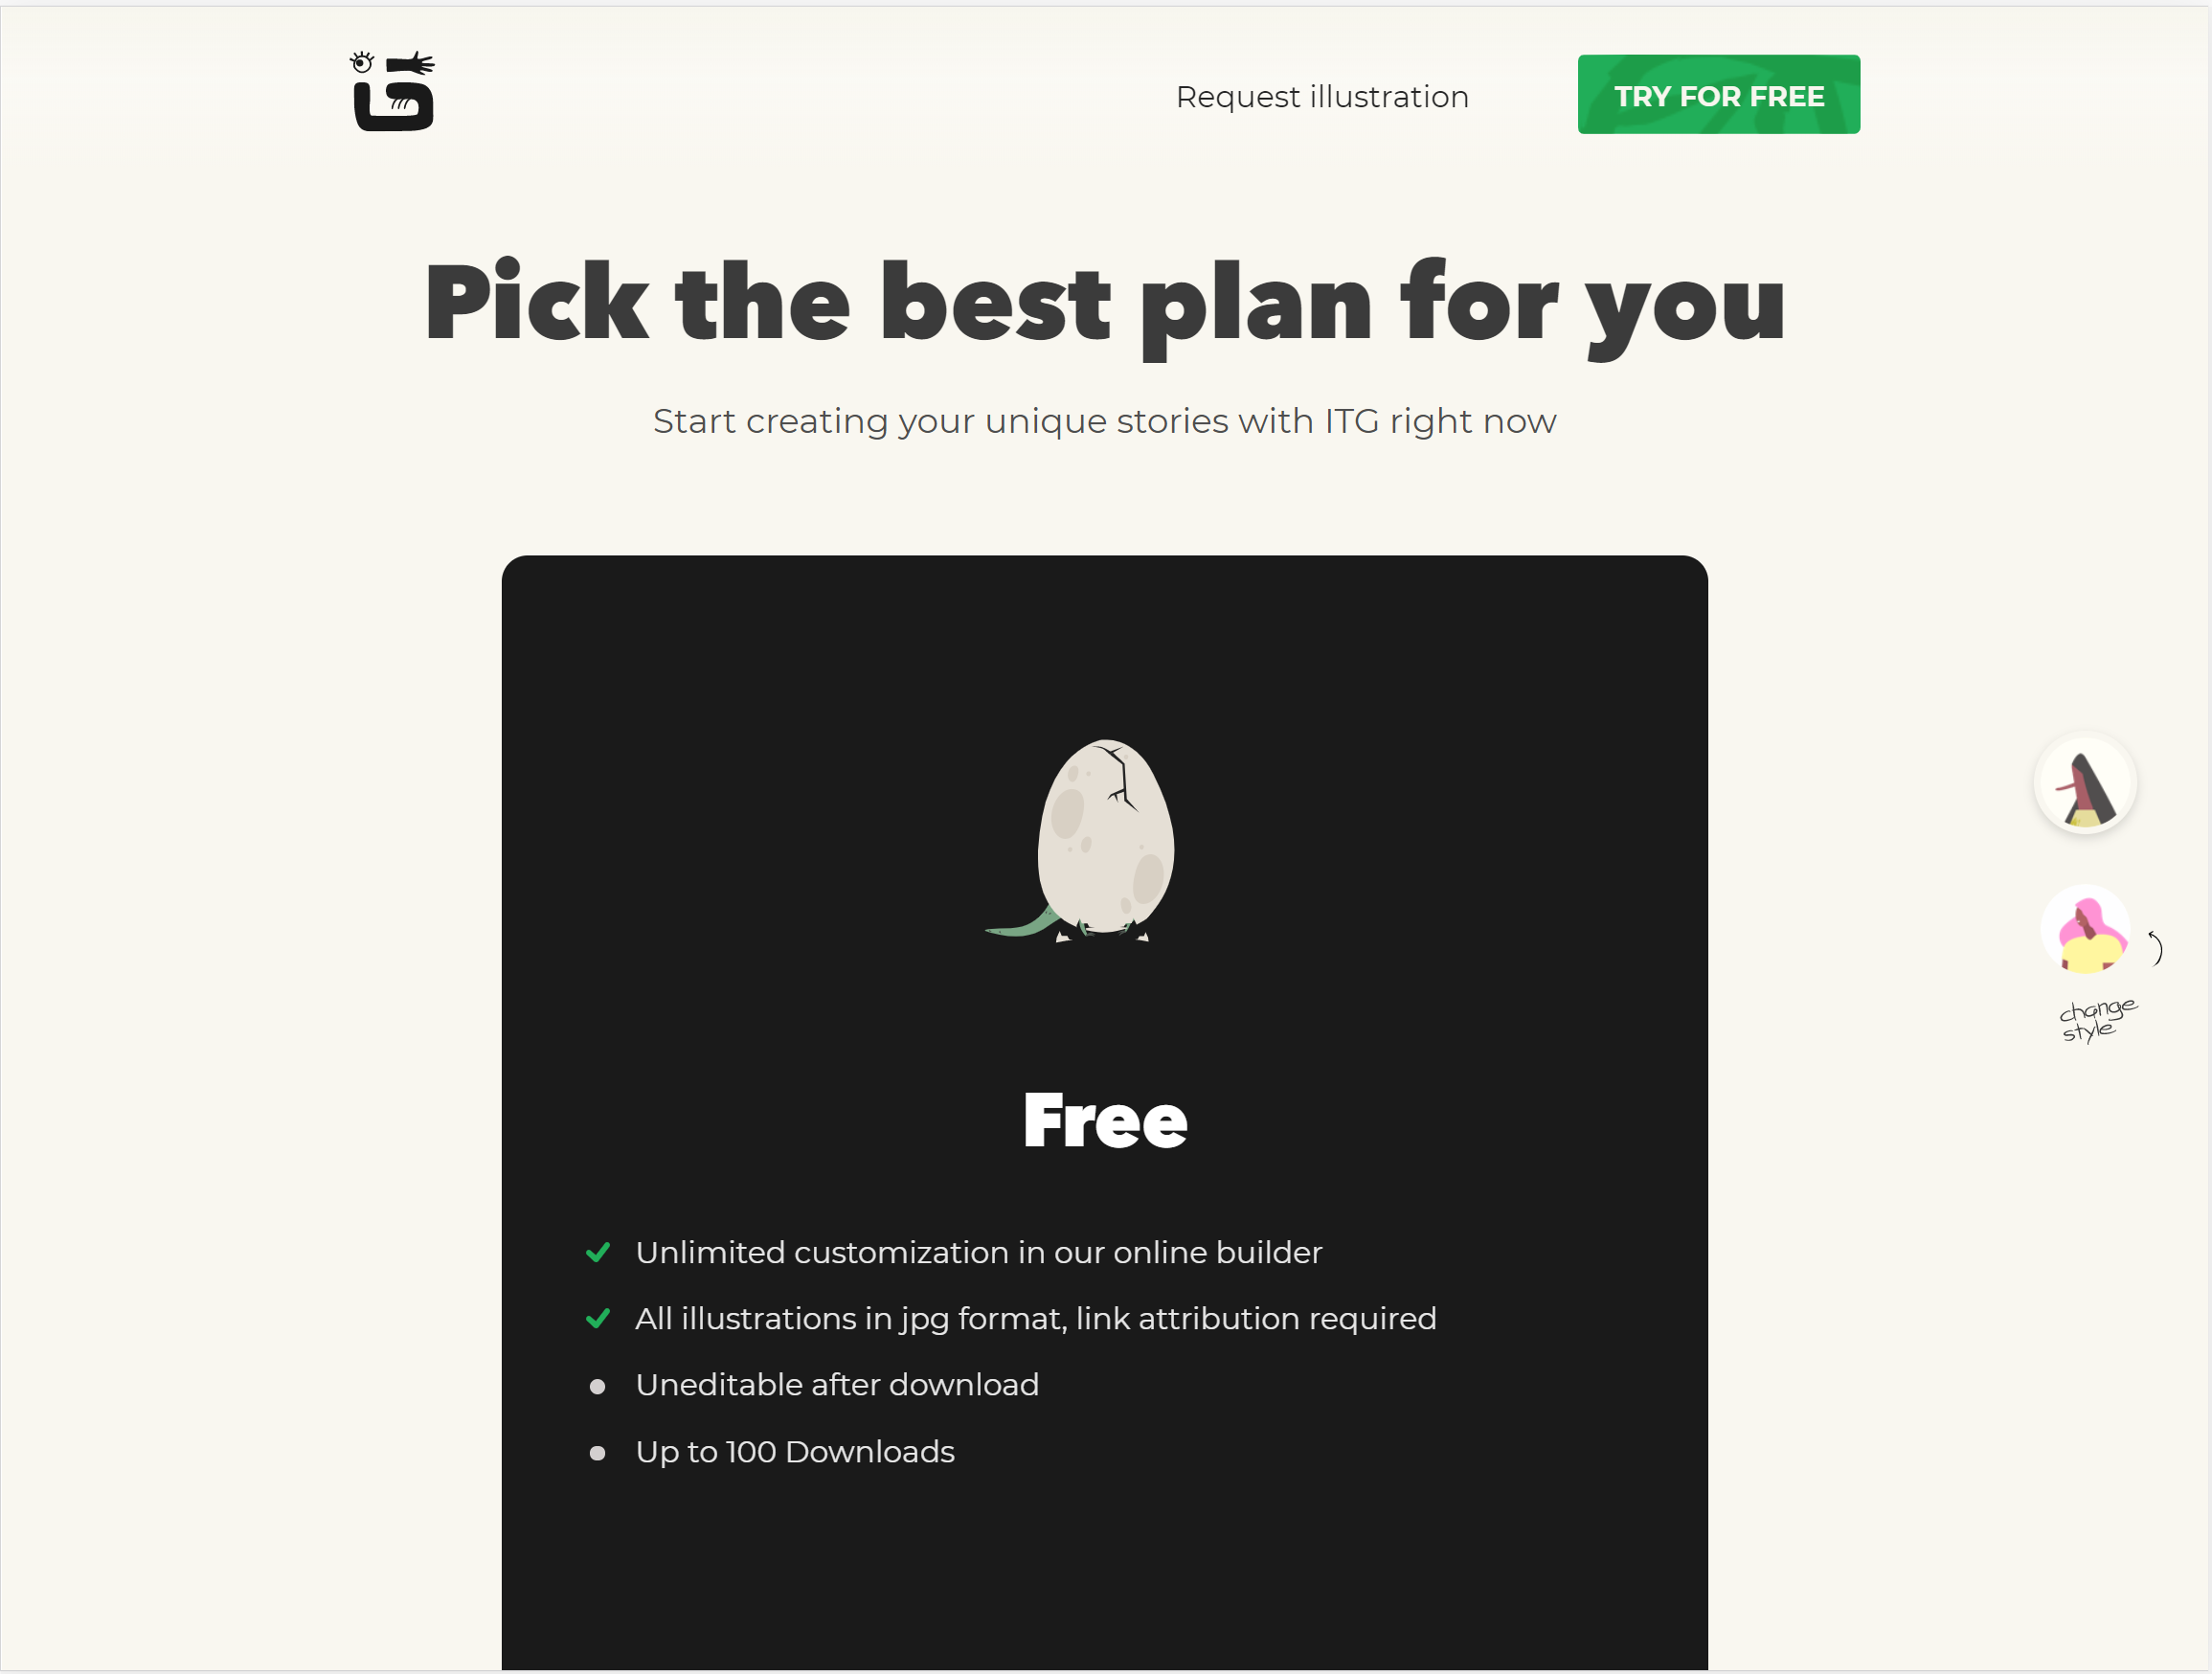 Request illustration
TRY FOR FREE
Pick the best plan for you
Start creating your unique stories with ITG right now
change
style
Free
Unlimited customization in our online builder
All illustrations in jpg format, link attribution required
Uneditable after download
Up to 100 Downloads